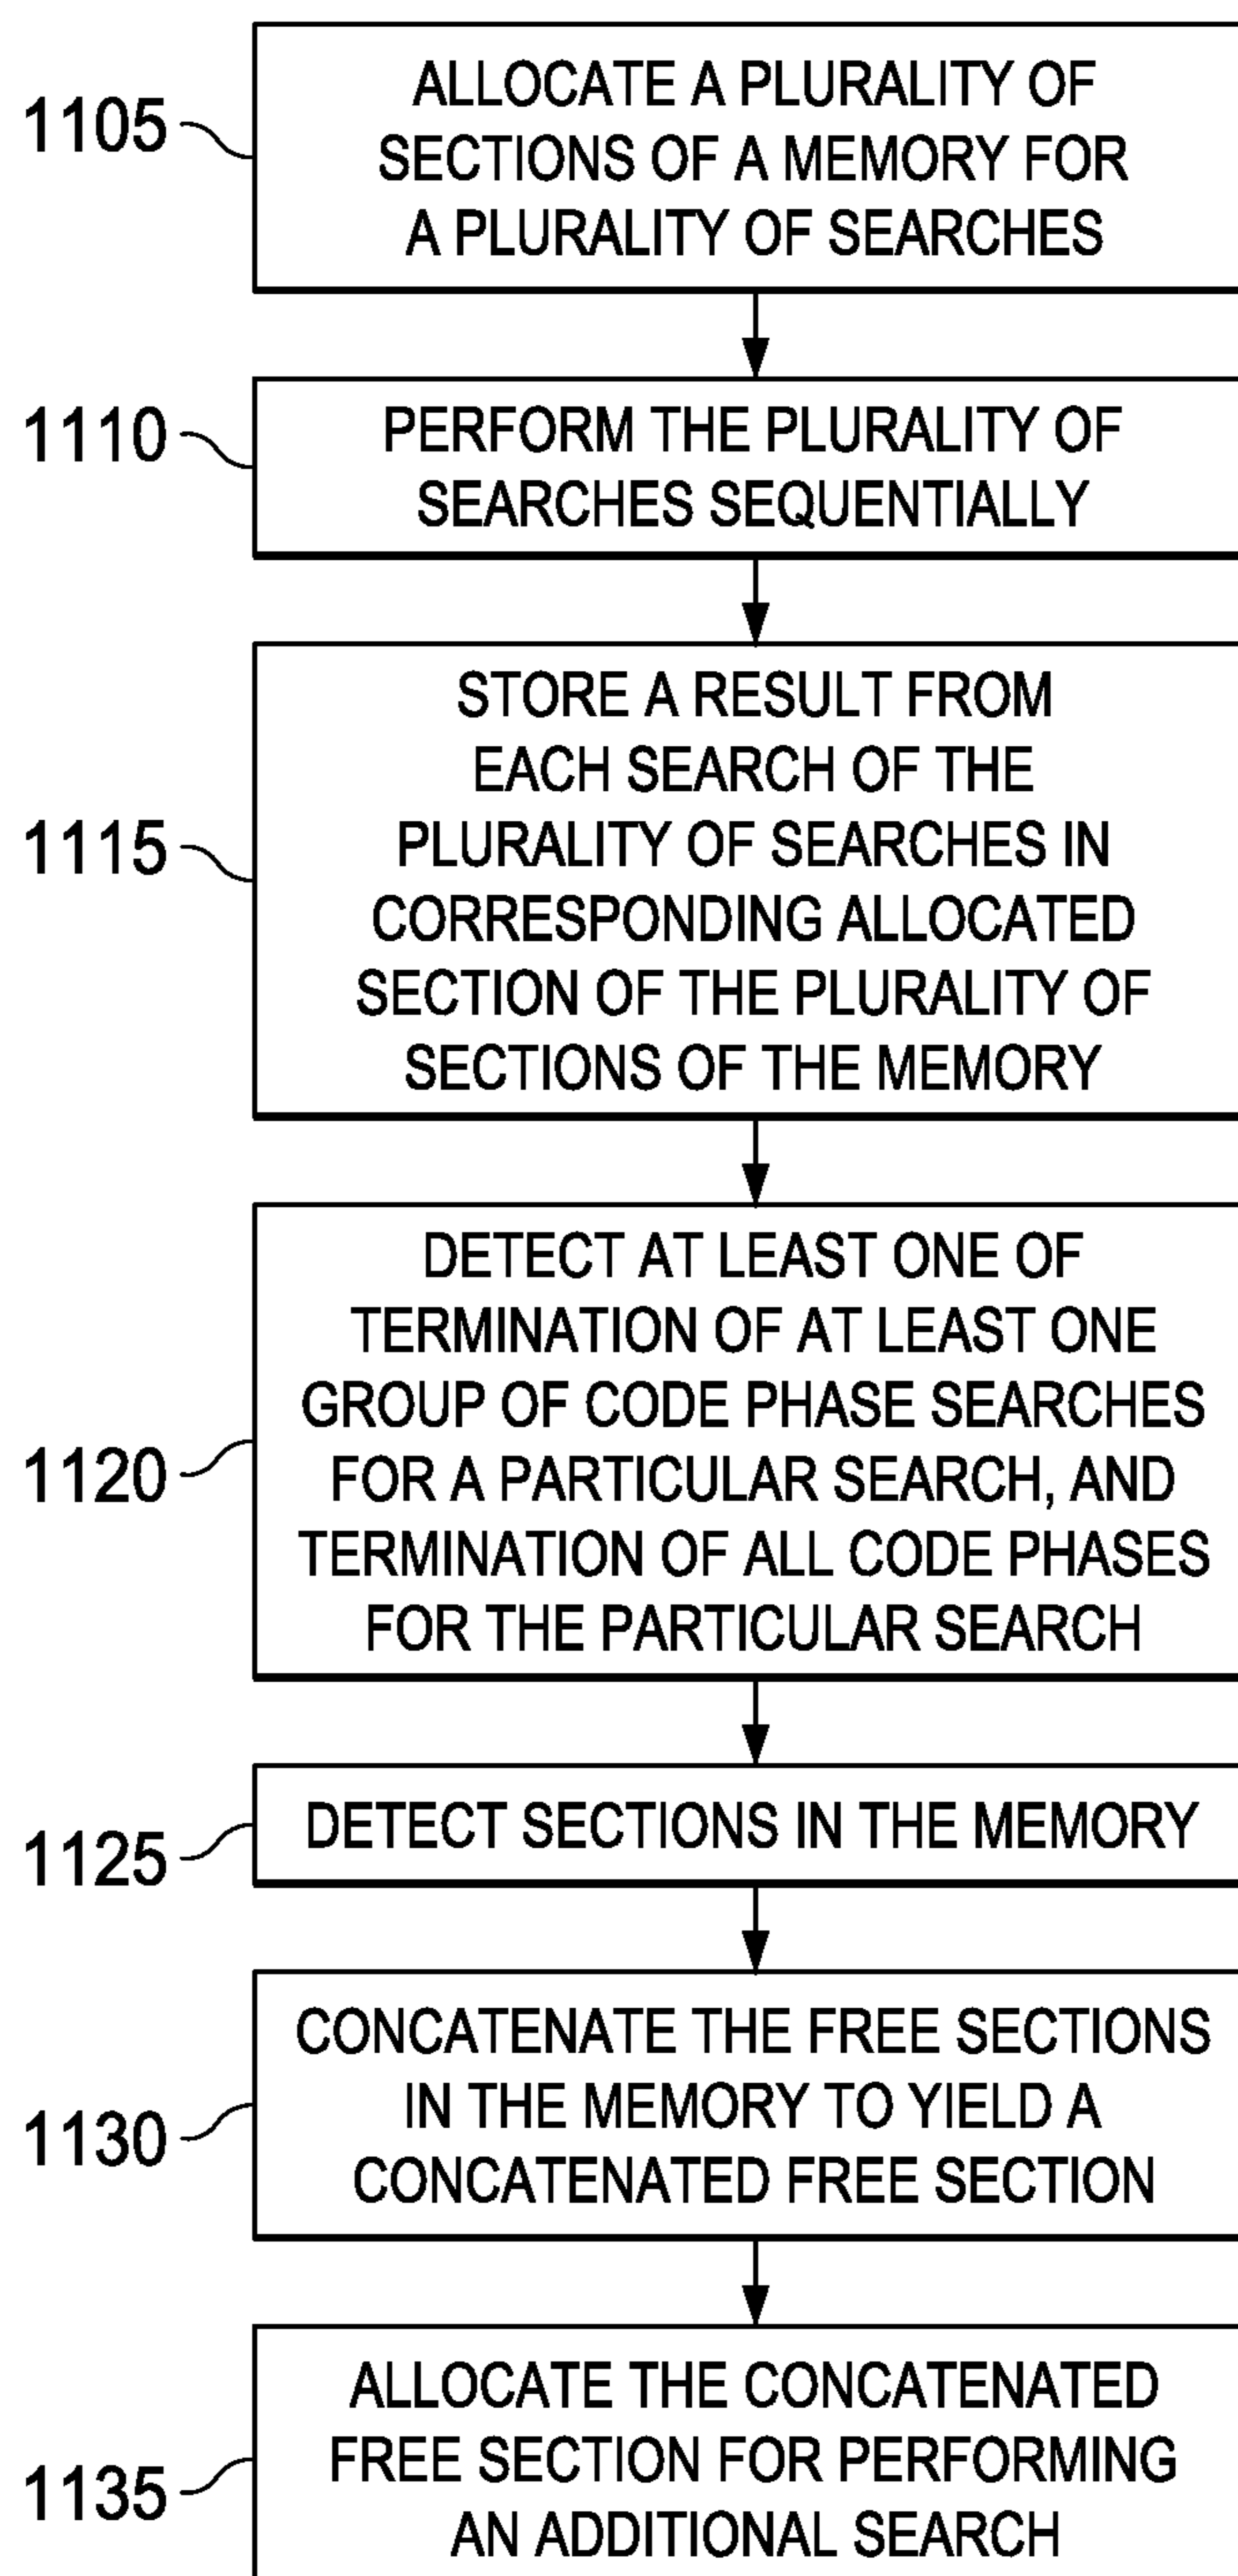 1105
ALLOCATE A PLURALITY OF
SECTIONS OF A MEMORY FOR
A PLURALITY OF SEARCHES
1110
PERFORM THE PLURALITY OF
SEARCHES SEQUENTIALLY
1115
STORE A RESULT FROM
EACH SEARCH OF THE
PLURALITY OF SEARCHES IN
CORRESPONDING ALLOCATED
SECTION OF THE PLURALITY OF
SECTIONS OF THE MEMORY
1120
DETECT AT LEAST ONE OF
TERMINATION OF AT LEAST ONE
GROUP OF CODE PHASE SEARCHES
FOR A PARTICULAR SEARCH, AND
TERMINATION OF ALL CODE PHASES
FOR THE PARTICULAR SEARCH
1125
DETECT SECTIONS IN THE MEMORY
1130
CONCATENATE THE FREE SECTIONS
IN THE MEMORY TO YIELD A
CONCATENATED FREE SECTION
1135
ALLOCATE THE CONCATENATED
FREE SECTION FOR PERFORMING
AN ADDITIONAL SEARCH